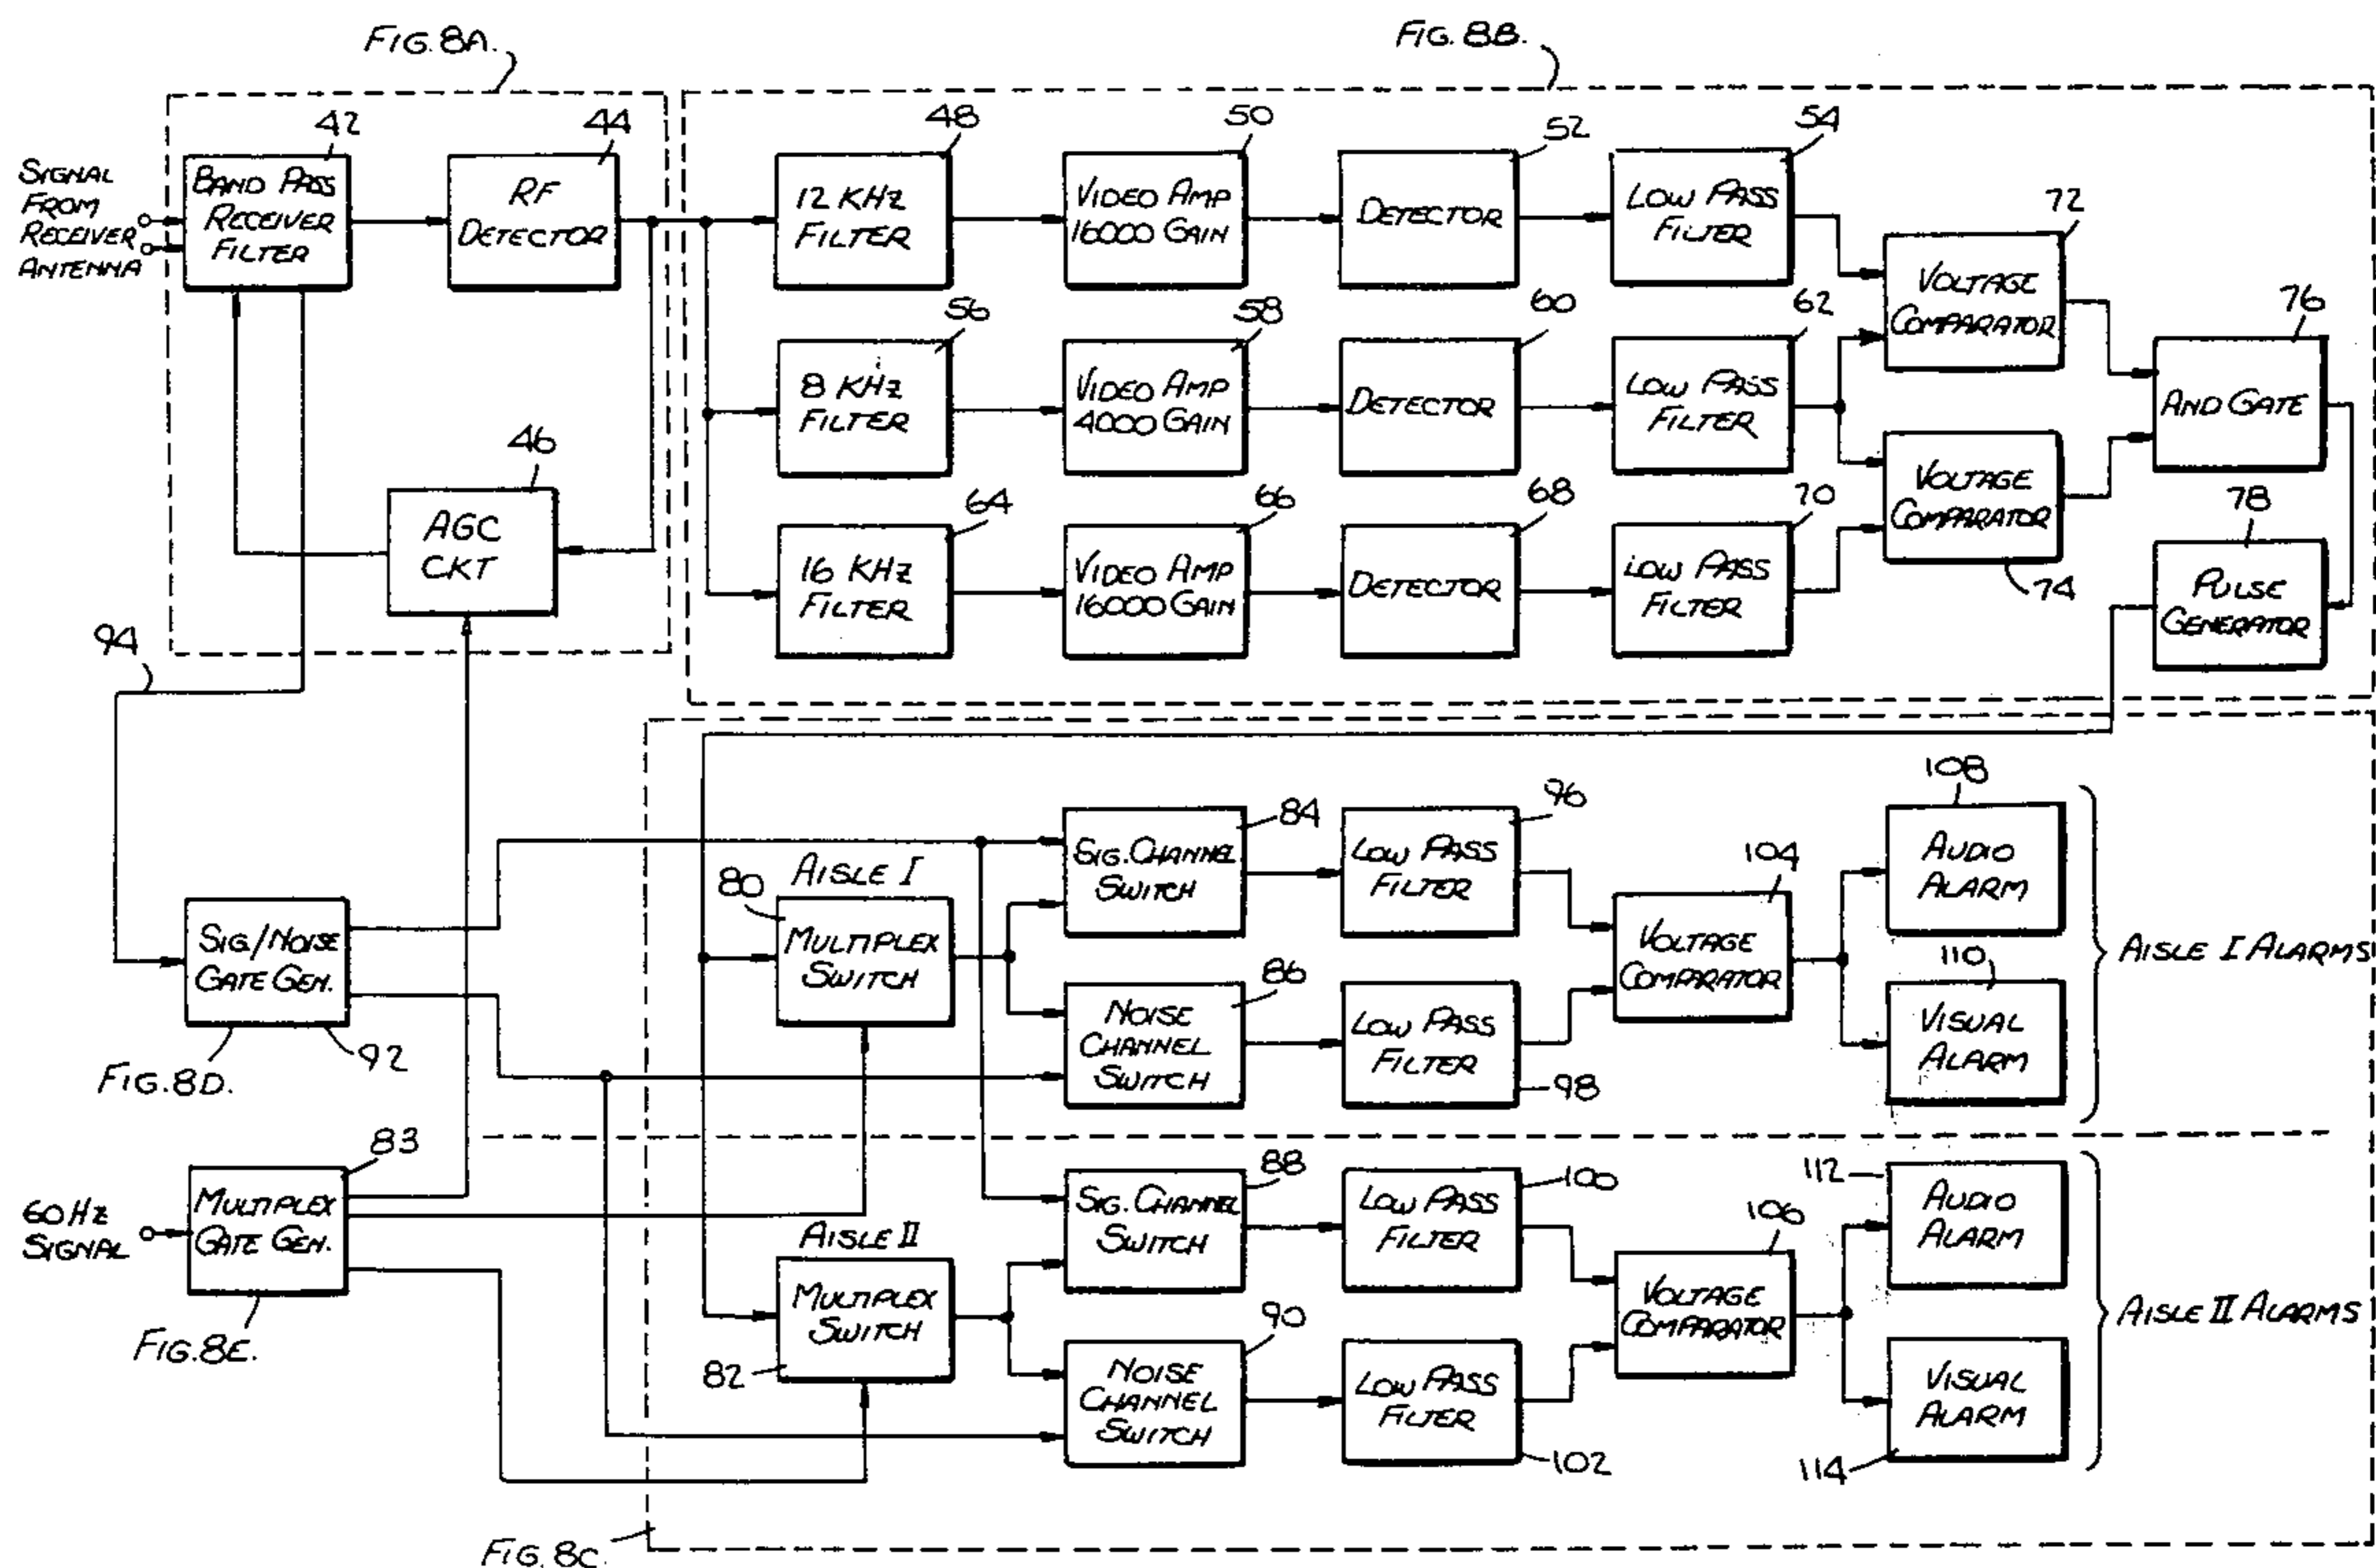 FIG. 8A.
FIG. 8B.
42
44
48
50
52
54
SIGNAL
FROM
RECEIVER
ANTENNA
BAND PASS
RECEIVER
FILTER
RF
DETECTOR
12 KHz
FILTER
VIDEO AMP
16000 GAIN
DETECTOR
LOW PASS
FILTER
72
VOLTAGE
COMPARATOR
56
58
60
62
76
8 KHz
FILTER
VIDEO AMP
4000 GAIN
DETECTOR
LOW PASS
FILTER
AND GATE
46
AGC
CKT
64
66
68
70
VOLTAGE
COMPARATOR
74
78
16 KHz
FILTER
VIDEO AMP
16000 GAIN
DETECTOR
LOW PASS
FILTER
PULSE
GENERATOR
94
84
96
108
SIG. CHANNEL
SWITCH
LOW PASS
FILTER
104
AUDIO
ALARM
80
AISLE I
MULTIPLEX
SWITCH
VOLTAGE
COMPARATOR
AISLE I ALARMS
SIG/NOISE
GATE GEN.
92
FIG. 8D.
86
NOISE
CHANNEL
SWITCH
LOW PASS
FILTER
98
110
VISUAL
ALARM
83
60 Hz
SIGNAL
MULTIPLEX
GATE GEN.
FIG. 8E.
88
SIG. CHANNEL
SWITCH
100
LOW PASS
FILTER
106
112
AUDIO
ALARM
AISLE II
MULTIPLEX
SWITCH
82
VOLTAGE
COMPARATOR
AISLE II ALARMS
90
NOISE
CHANNEL
SWITCH
LOW PASS
FILTER
102
VISUAL
ALARM
114
FIG. 8C.